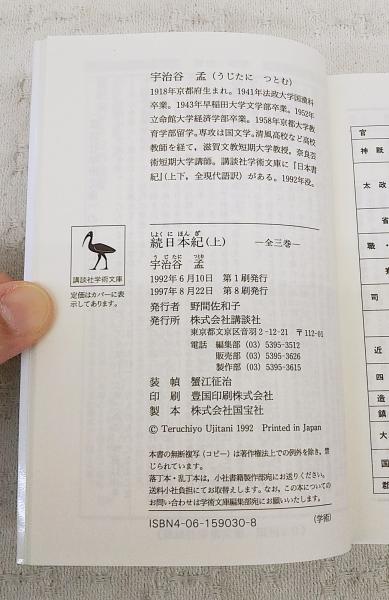 宇治谷 孟(うじたに つとむ)
1918年京都府生まれ。1941年法政大学国漢科
卒業。1943年早稲田大学文学部卒業。1952年
立命館大学経済学部卒業。1958年京都大学教
育学部留学。専攻は国文学。清風高校など高校
教師を経て,滋賀文教短期大学教授,奈良芸
術短期大学講師。講談社学術文庫に『日本書
紀』(上下,全現代語訳)がある。1992年没。
講談社学術文庫
定価はカバーに表
示してあります。
しょくにほんぎ
続日本紀(上) ―全三巻―
うじたに つとむ
宇治谷 孟
1992年6月10日 第1刷発行
1997年8月22日 第8刷発行
発行者 野間佐和子
発行所 株式会社講談社
東京都文京区音羽2-12-21 〒112-01
電話 編集部 (03) 5395-3512
販売部 (03) 5395-3626
製作部 (03) 5395-3615
装 幀 蟹江征治
印 刷 豊国印刷株式会社
製 本 株式会社国宝社
© Teruchiyo Ujitani 1992 Printed in Japan
本書の無断複写(コピー)は著作権法上での例外を除き,禁
じられています。
落丁本・乱丁本は,小社書籍製作部宛にお送りください。
送料小社負担にてお取替えします。なお,この本について
のお問い合わせは学術文庫編集部宛にお願いいたします。
ISBN4-06-159030-8 (学術)
官
神祇
太政
省
職・
寮
司
近
四
造
鎮
大
国
郡